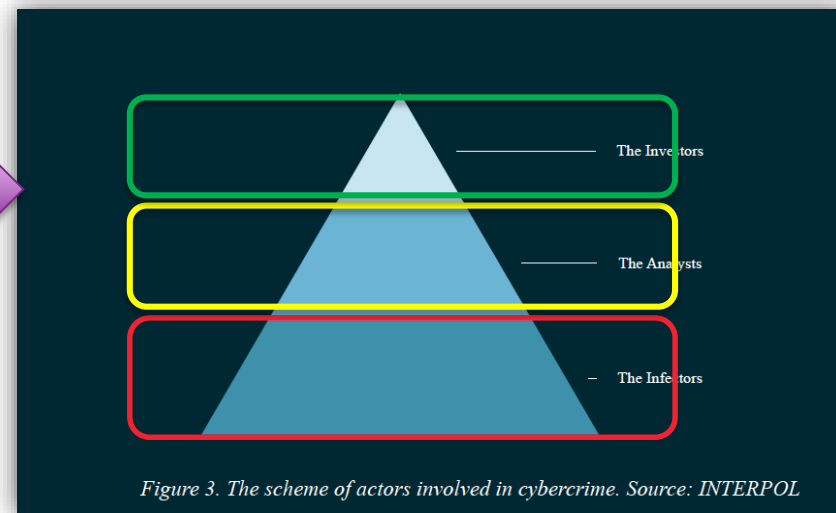 The Investors
The Analysts
The Infectors
Figure 3. The scheme of actors involved in cybercrime. Source: INTERPOL